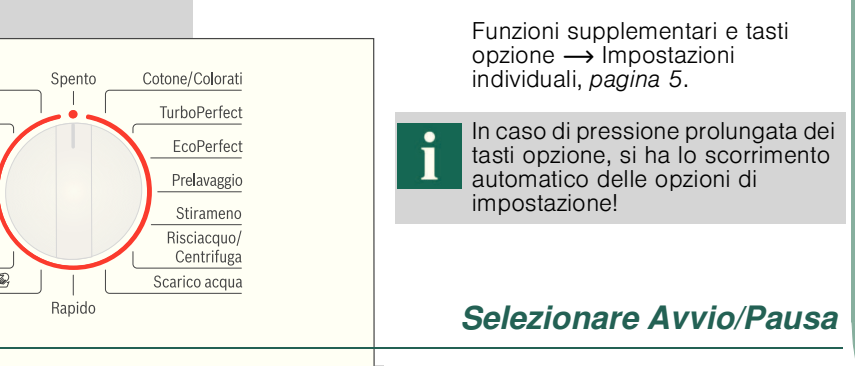 Spento
Cotone/Colorati
TurboPerfect
EcoPerfect
Prelavaggio
Stirameno
Risciacquo/
Centrifuga
Scarico acqua
Rapido
Funzioni supplementari e tasti
opzione ⟶ Impostazioni
individuali, pagina 5.
i
In caso di pressione prolungata dei
tasti opzione, si ha lo scorrimento
automatico delle opzioni di
impostazione!
Selezionare Avvio/Pausa